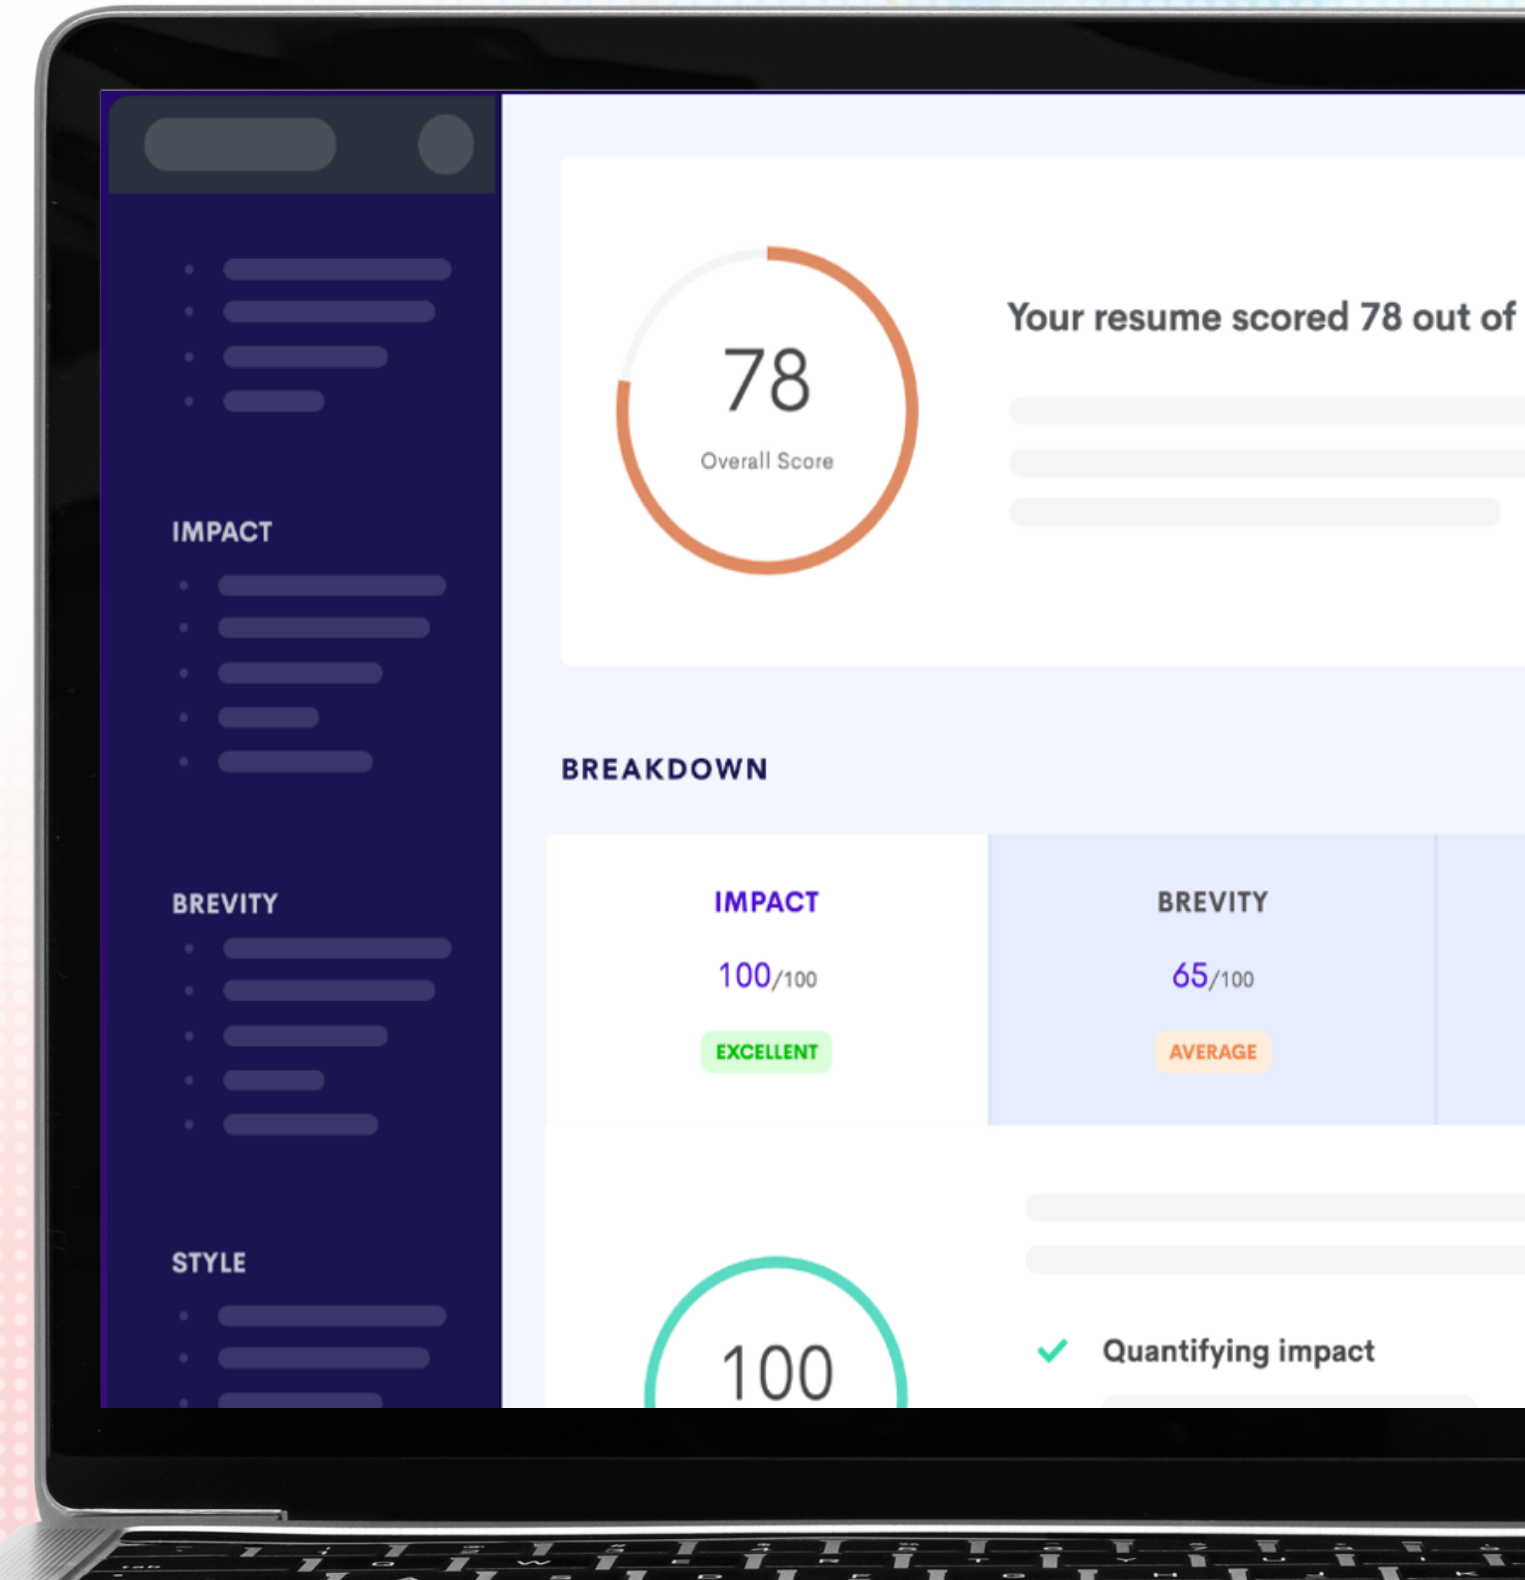 Your resume scored 78 out of
78
Overall Score
IMPACT
BREVITY
STYLE
BREAKDOWN
IMPACT
100/100
EXCELLENT
BREVITY
65/100
AVERAGE
100
Quantifying impact
tab
Q
W
E
R
T
Y
U